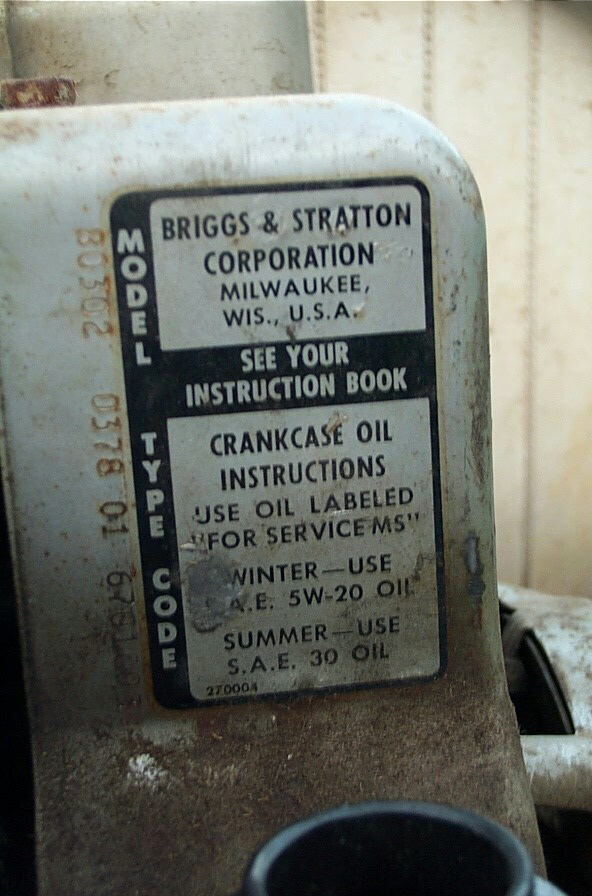 MODEL
TYPE
CODE
BRIGGS & STRATTON
CORPORATION
MILWAUKEE,
WIS., U.S.A.
SEE YOUR
INSTRUCTION BOOK
CRANKCASE OIL
INSTRUCTIONS
USE OIL LABELED
"FOR SERVICE MS"
WINTER—USE
S.A.E. 5W-20 OIL
SUMMER—USE
S.A.E. 30 OIL
270004
0378 01